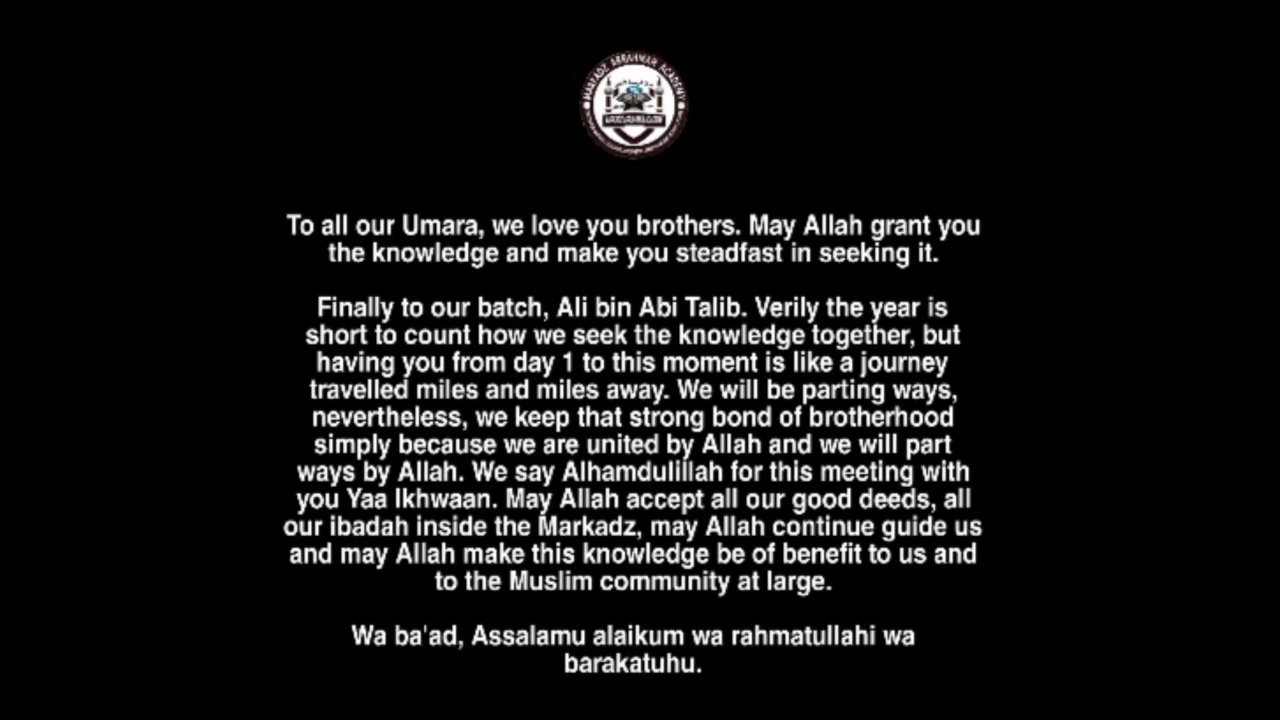 MARKADZ ARRAHMAH ACADEMY
To all our Umara, we love you brothers. May Allah grant you
the knowledge and make you steadfast in seeking it.
Finally to our batch, Ali bin Abi Talib. Verily the year is
short to count how we seek the knowledge together, but
having you from day 1 to this moment is like a journey
travelled miles and miles away. We will be parting ways,
nevertheless, we keep that strong bond of brotherhood
simply because we are united by Allah and we will part
ways by Allah. We say Alhamdulillah for this meeting with
you Yaa Ikhwaan. May Allah accept all our good deeds, all
our ibadah inside the Markadz, may Allah continue guide us
and may Allah make this knowledge be of benefit to us and
to the Muslim community at large.
Wa ba'ad, Assalamu alaikum wa rahmatullahi wa
barakatuhu.